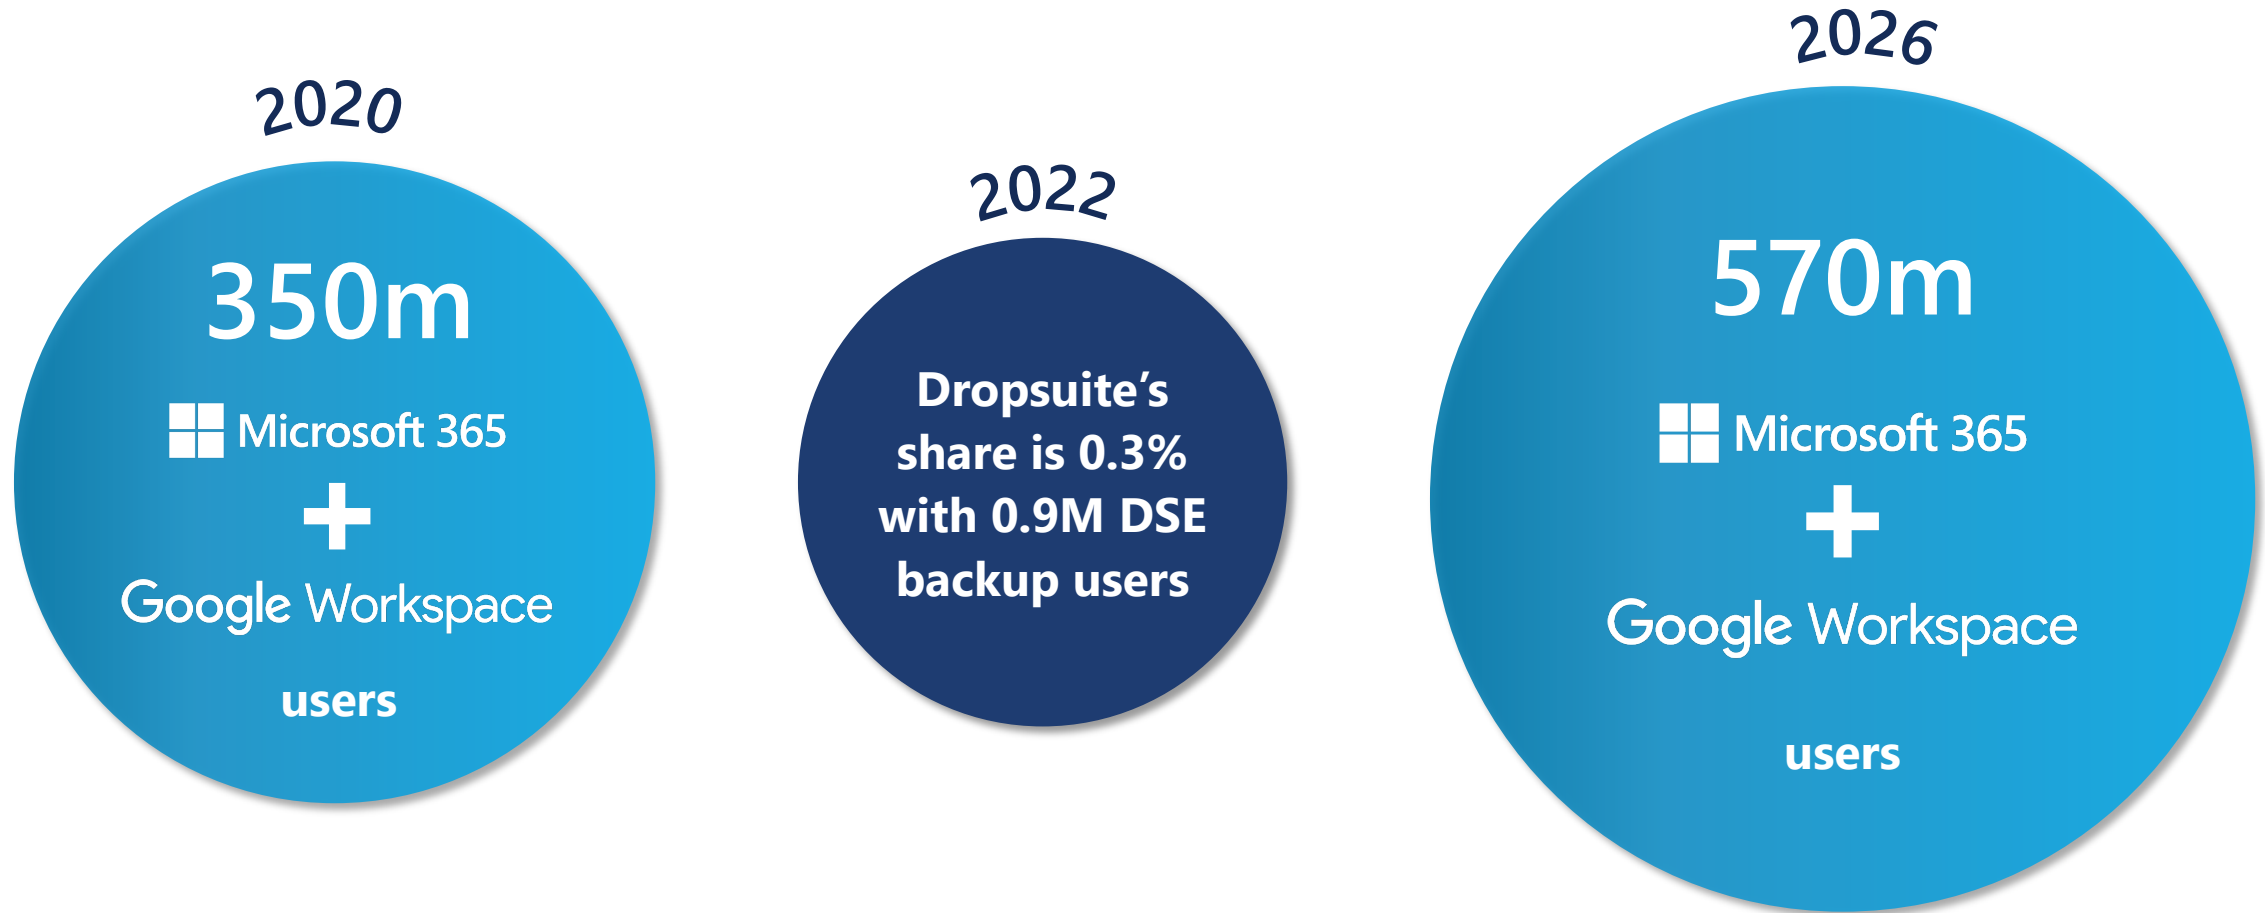 2020
350m
Microsoft 365
+
Google Workspace
users
2022
Dropsuite’s
share is 0.3%
with 0.9M DSE
backup users
2026
570m
Microsoft 365
+
Google Workspace
users